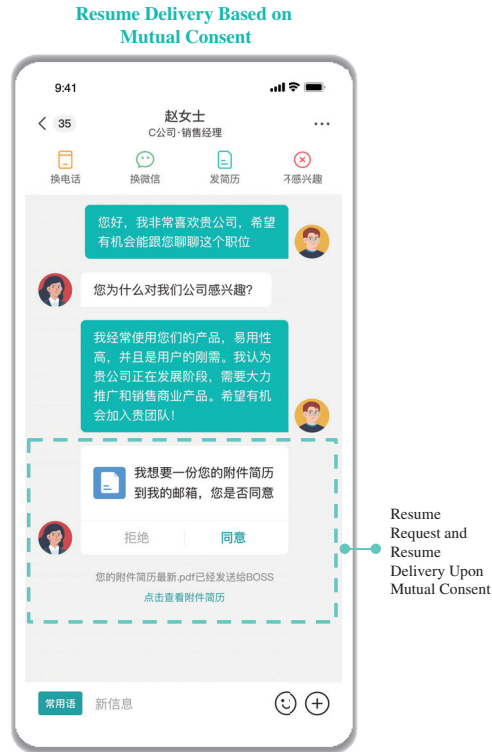 Resume Delivery Based on
Mutual Consent
9:41
35
赵女士
C公司·销售经理
换电话
换微信
发简历
不感兴趣
您好，我非常喜欢贵公司，希望
有机会能跟您聊聊这个职位
您为什么对我们公司感兴趣?
我经常使用您们的产品，易用性
高，并且是用户的刚需。我认为
贵公司正在发展阶段，需要大力
推广和销售商业产品。希望有机
会加入贵团队！
我想要一份您的附件简历
到我的邮箱，您是否同意
拒绝
同意
您的附件简历最新.pdf已经发送给BOSS
点击查看附件简历
Resume
Request and
Resume
Delivery Upon
Mutual Consent
常用语
新信息